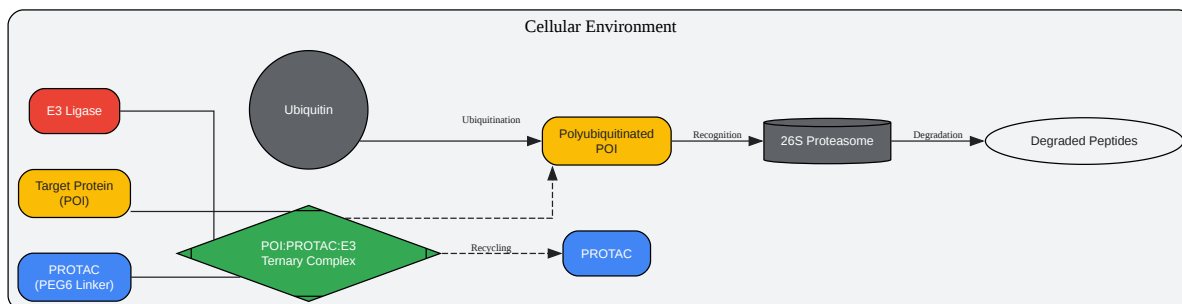 Cellular Environment
E3 Ligase
Ubiquitin
Ubiquitination
Polyubiquitinated
POI
Recognition
26S Proteasome
Degradation
Degraded Peptides
Target Protein
(POI)
POI:PROTAC:E3
Ternary Complex
Recycling
PROTAC
PROTAC
(PEG6 Linker)